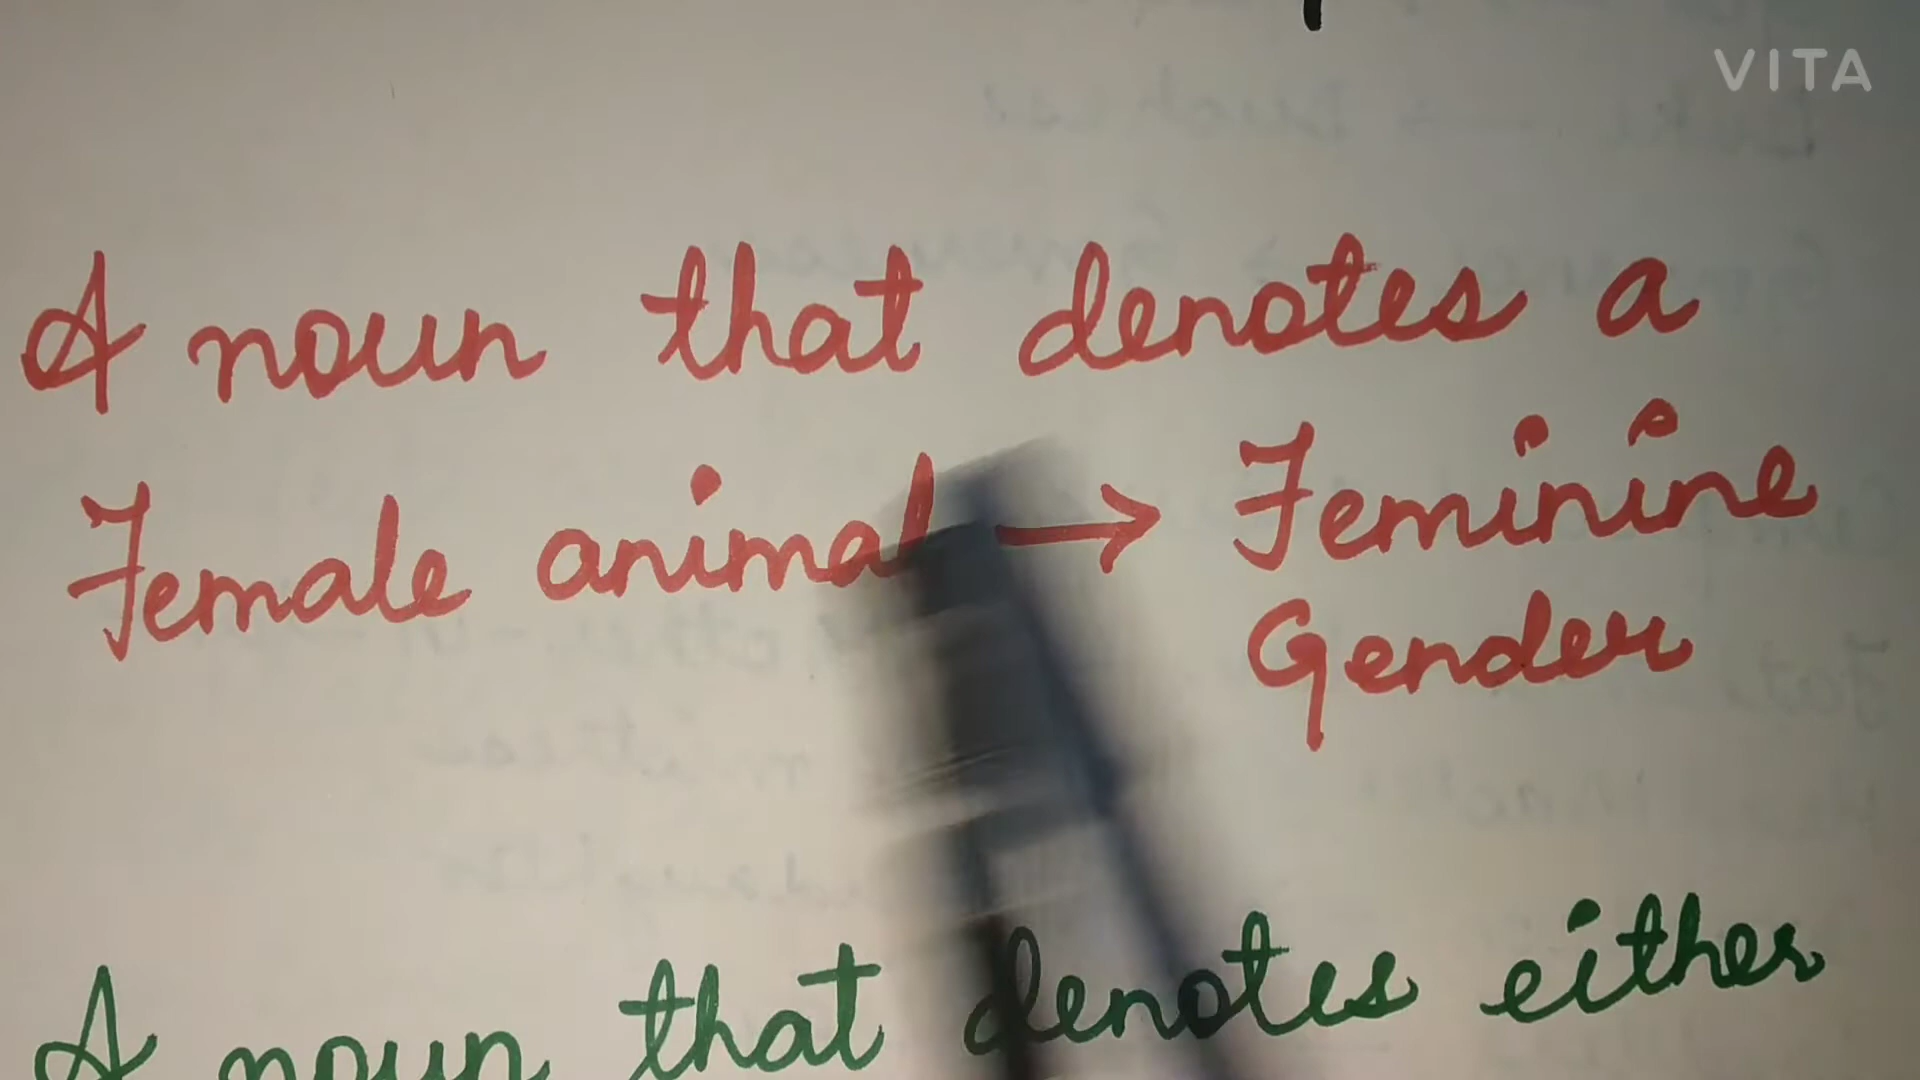 VITA
A noun that denotes a
Female animal → Feminine
Gender
A noun that denotes either